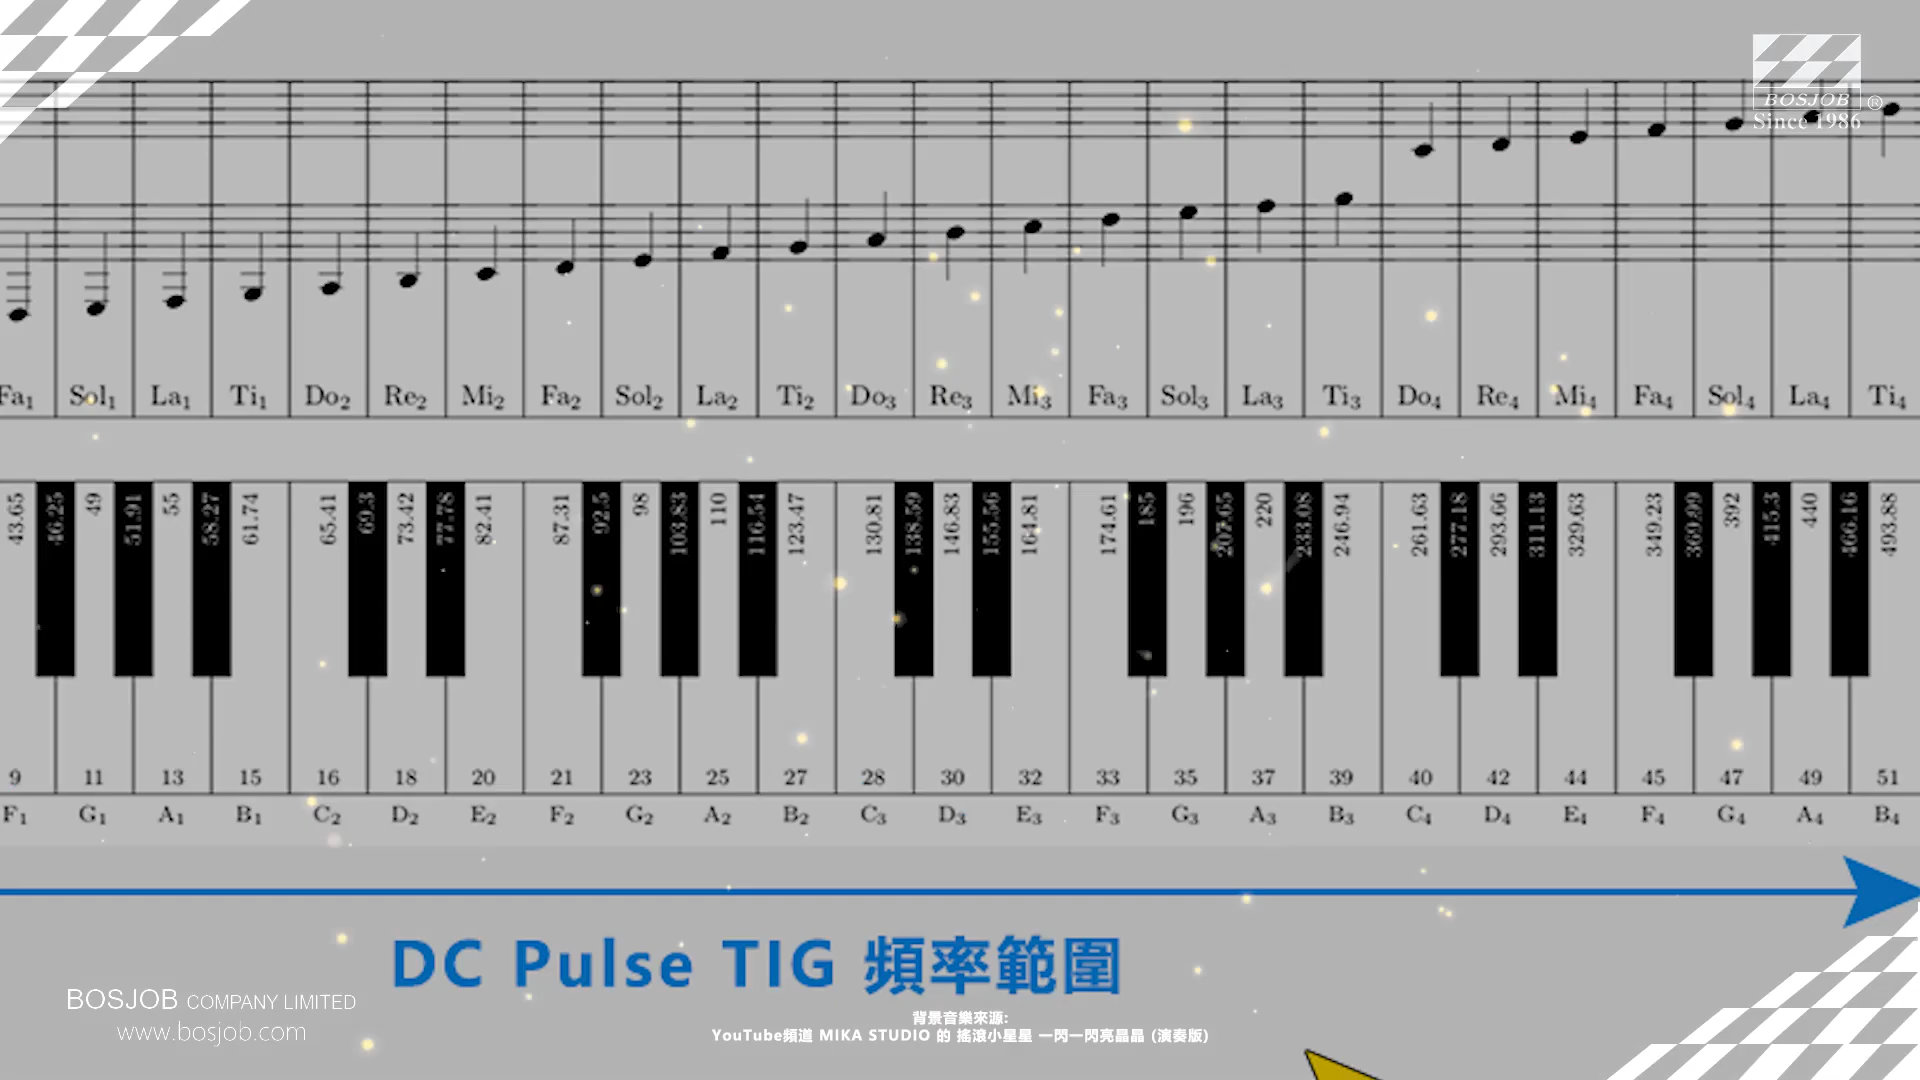 BOSJOB ®
Since 1986
Fa₁ Sol₁ La₁ Ti₁ Do₂ Re₂ Mi₂ Fa₂ Sol₂ La₂ Ti₂ Do₃ Re₃ Mi₃ Fa₃ Sol₃ La₃ Ti₃ Do₄ Re₄ Mi₄ Fa₄ Sol₄ La₄ Ti₄
43.65 46.25 49 51.91 55 58.27 61.74 65.41 69.3 73.42 77.78 82.41 87.31 92.5 98 103.83 110 116.54 123.47 130.81 138.59 146.83 155.56 164.81 174.61 185 196 207.65 220 233.08 246.94 261.63 277.18 293.66 311.13 329.63 349.23 369.99 392 415.3 440 466.16 493.88
9 11 13 15 16 18 20 21 23 25 27 28 30 32 33 35 37 39 40 42 44 45 47 49 51
F₁ G₁ A₁ B₁ C₂ D₂ E₂ F₂ G₂ A₂ B₂ C₃ D₃ E₃ F₃ G₃ A₃ B₃ C₄ D₄ E₄ F₄ G₄ A₄ B₄
DC Pulse TIG 頻率範圍
BOSJOB COMPANY LIMITED
www.bosjob.com
背景音樂來源:
YouTube頻道 MIKA STUDIO 的 搖滾小星星 一閃一閃亮晶晶 (演奏版)